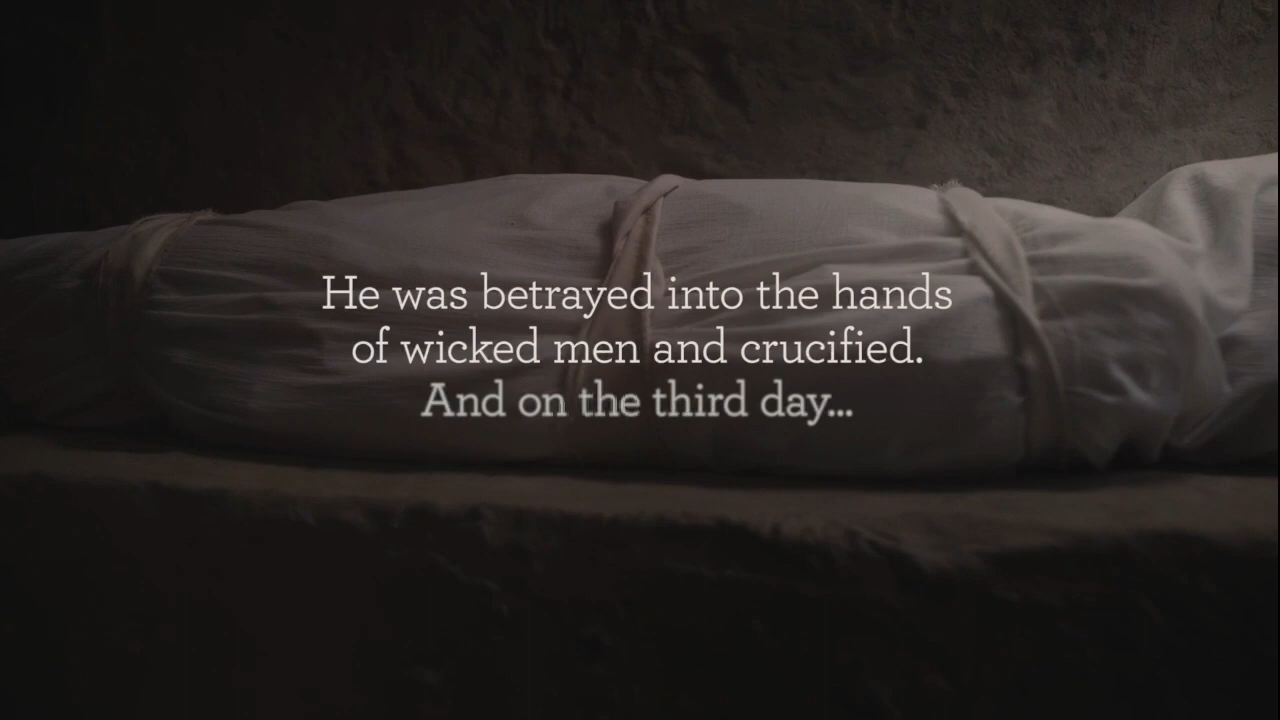 He was betrayed into the hands
of wicked men and crucified.
And on the third day...